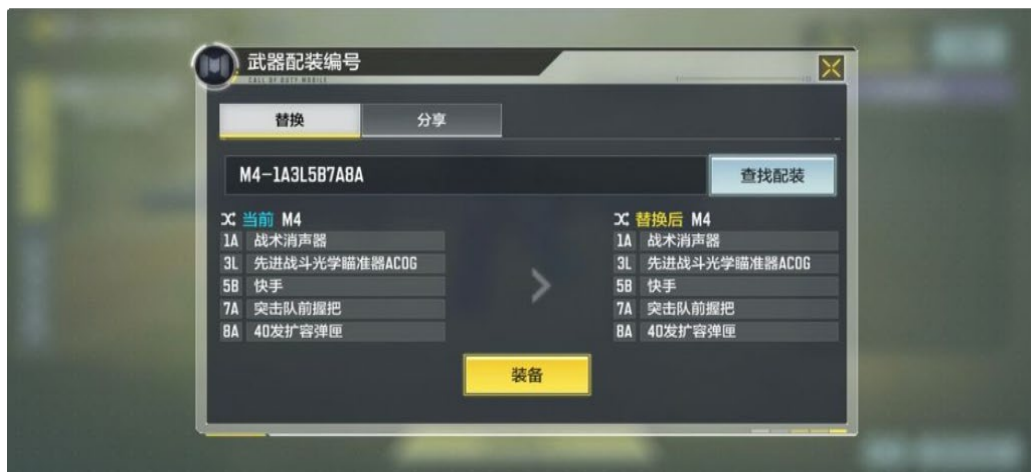 武器配装编号
CALL OF DUTY MOBILE
替换 分享
M4-1A3L5B7A8A 查找配装
当前 M4 替换后 M4
1A 战术消声器 1A 战术消声器
3L 先进战斗光学瞄准器ACOG 3L 先进战斗光学瞄准器ACOG
5B 快手 5B 快手
7A 突击队前握把 7A 突击队前握把
8A 40发扩容弹匣 8A 40发扩容弹匣
装备